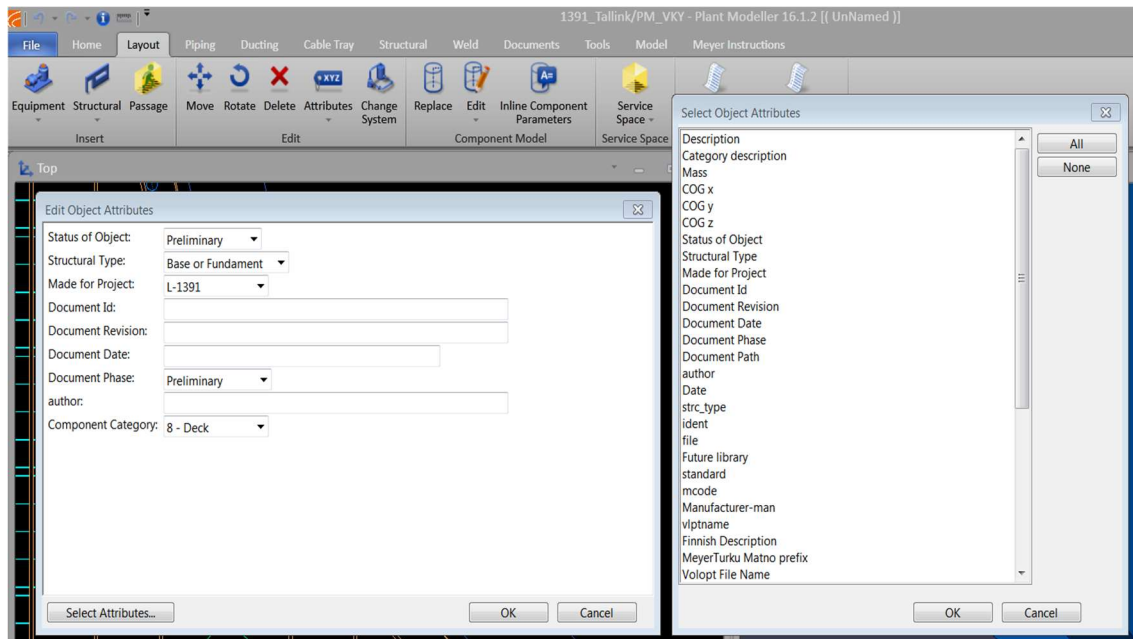 1391_Tallink/PM_VKY - Plant Modeller 16.1.2 [( UnNamed )]
File Home Layout Piping Ducting Cable Tray Structural Weld Documents Tools Model Meyer Instructions
Equipment Structural Passage Move Rotate Delete Attributes Change System Replace Edit Inline Component Parameters Service Space
XYZ
A=
Insert Edit Component Model Service Space
Top
Edit Object Attributes
Status of Object: Preliminary
Structural Type: Base or Fundament
Made for Project: L-1391
Document Id:
Document Revision:
Document Date:
Document Phase: Preliminary
author:
Component Category: 8 - Deck
Select Attributes...
OK Cancel
Select Object Attributes
All
None
Description
Category description
Mass
COG x
COG y
COG z
Status of Object
Structural Type
Made for Project
Document Id
Document Revision
Document Date
Document Phase
Document Path
author
Date
strc_type
ident
file
Future library
standard
mcode
Manufacturer-man
vlptname
Finnish Description
MeyerTurku Matno prefix
Volopt File Name
OK Cancel